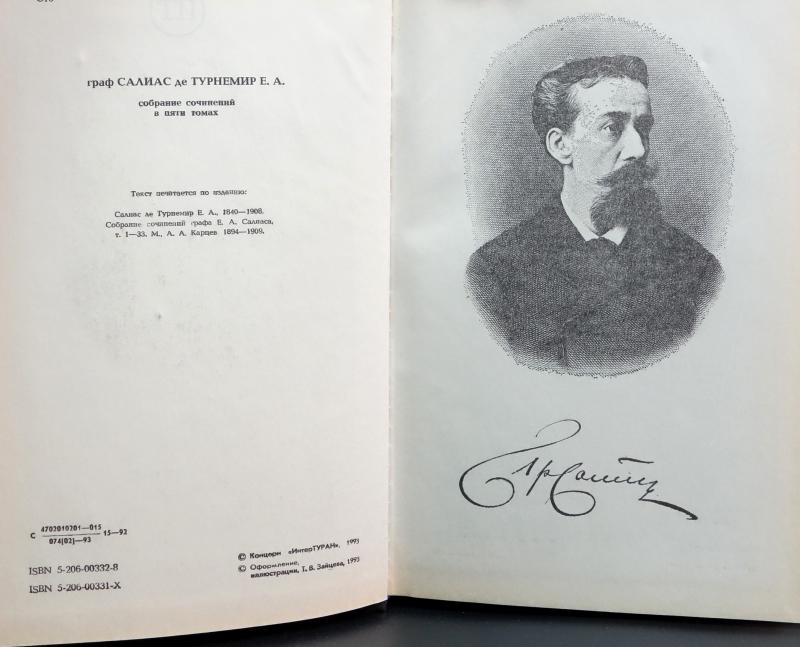 граф САЛИАС де ТУРНЕМИР Е. А.
собрание сочинений
в пяти томах
Текст печатается по изданию:
Салиас де Турнемир Е. А., 1840—1908.
Собрание сочинений графа Е. А. Салиаса,
т. 1—33. М., А. А. Карцев 1894—1909.
С 4702010201—015 15—92
074(02)—93
ISBN 5-206-00332-8
ISBN 5-206-00331-X
© Концерн «ИнтерТУРАН», 1993
© Оформление,
иллюстрации, Т. В. Зайцева, 1993